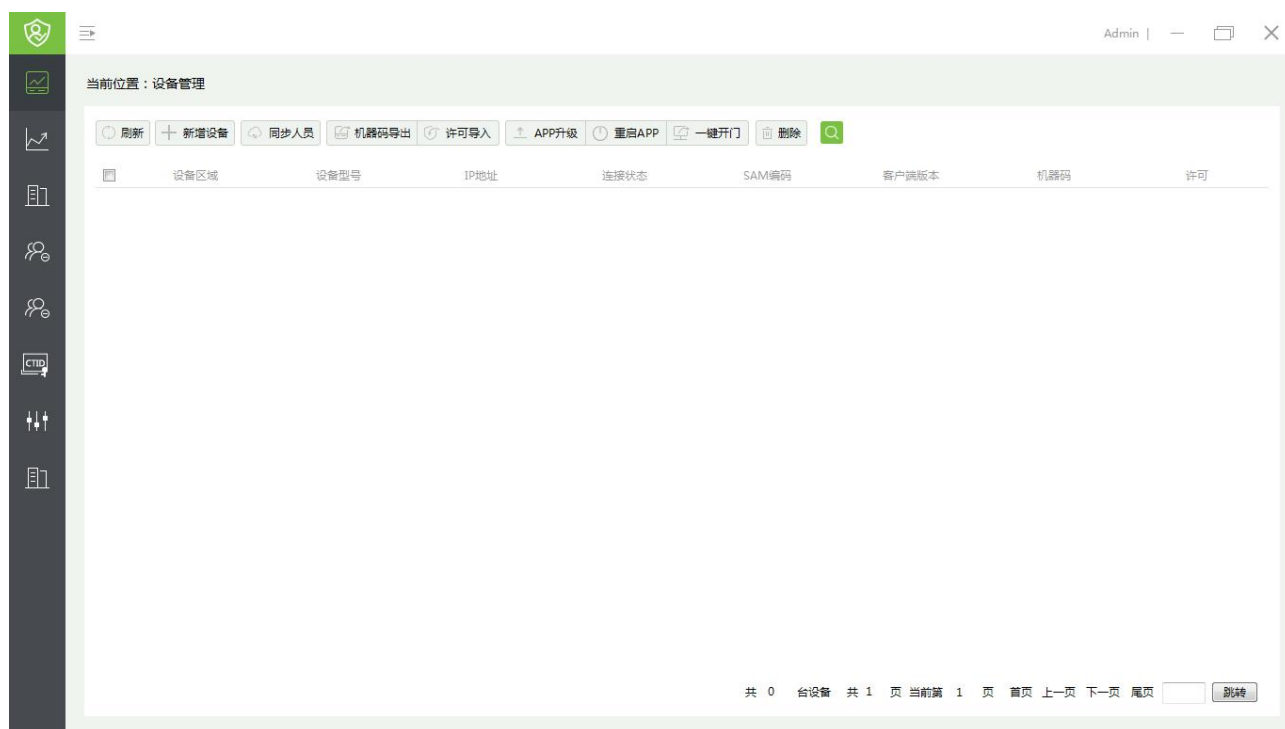 Admin |
当前位置：设备管理
刷新 新增设备 同步人员 机器码导出 许可导入 APP升级 重启APP 一键开门 删除
设备区域 设备型号 IP地址 连接状态 SAM编码 客户端版本 机器码 许可
CTID
共 0 台设备 共 1 页 当前第 1 页 首页 上一页 下一页 尾页 跳转